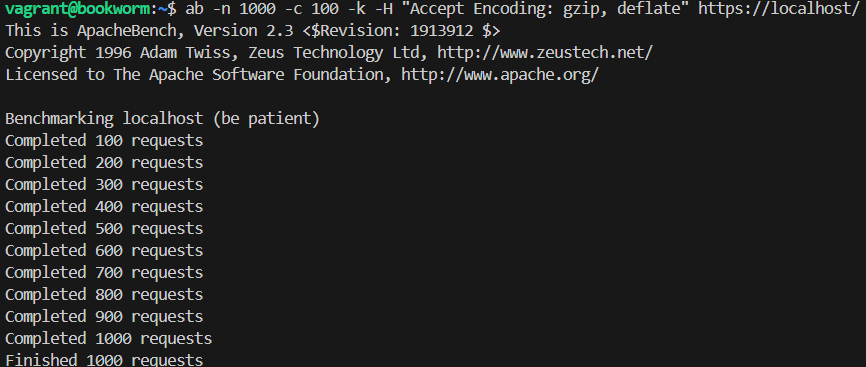 vagrant@bookworm:~$ ab -n 1000 -c 100 -k -H "Accept Encoding: gzip, deflate" https://localhost/
This is ApacheBench, Version 2.3 <$Revision: 1913912 $>
Copyright 1996 Adam Twiss, Zeus Technology Ltd, http://www.zeustech.net/
Licensed to The Apache Software Foundation, http://www.apache.org/

Benchmarking localhost (be patient)
Completed 100 requests
Completed 200 requests
Completed 300 requests
Completed 400 requests
Completed 500 requests
Completed 600 requests
Completed 700 requests
Completed 800 requests
Completed 900 requests
Completed 1000 requests
Finished 1000 requests